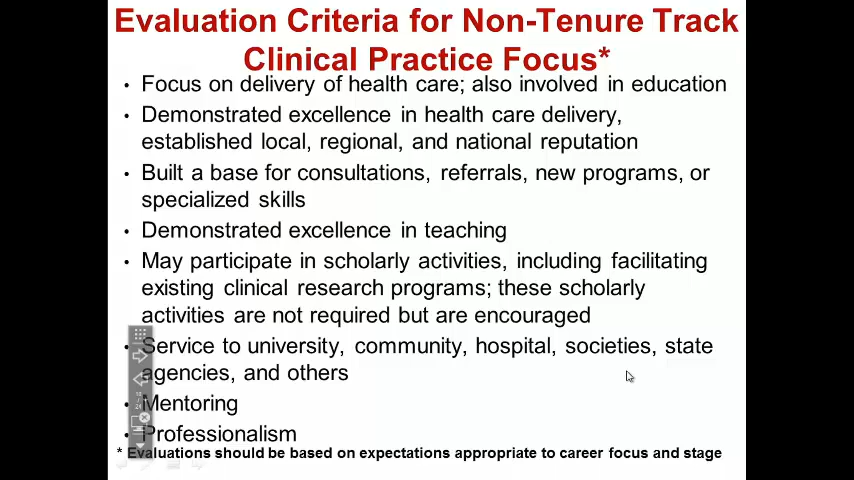 Evaluation Criteria for Non-Tenure Track
Clinical Practice Focus*
• Focus on delivery of health care; also involved in education
• Demonstrated excellence in health care delivery,
established local, regional, and national reputation
• Built a base for consultations, referrals, new programs, or
specialized skills
• Demonstrated excellence in teaching
• May participate in scholarly activities, including facilitating
existing clinical research programs; these scholarly
activities are not required but are encouraged
• Service to university, community, hospital, societies, state
agencies, and others
• Mentoring
• Professionalism
* Evaluations should be based on expectations appropriate to career focus and stage